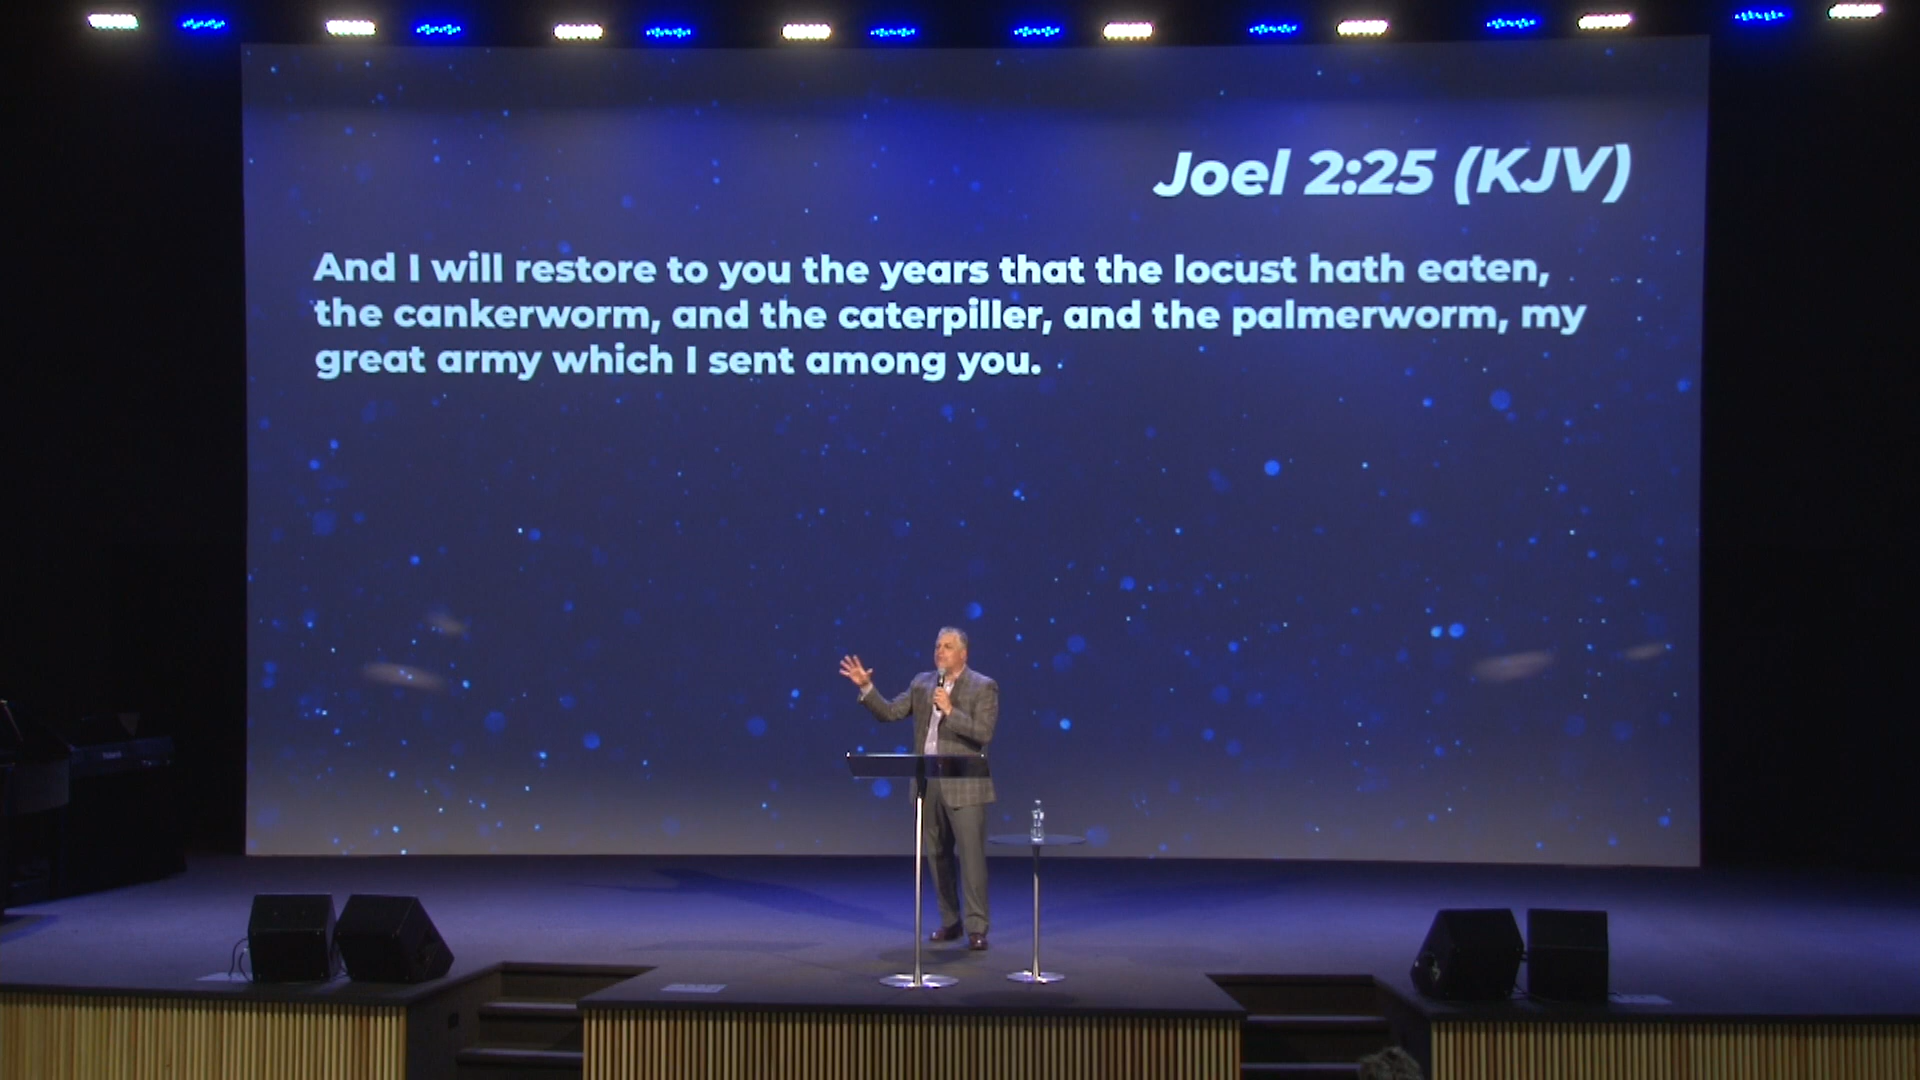 Joel 2:25 (KJV)
And I will restore to you the years that the locust hath eaten,
the cankerworm, and the caterpiller, and the palmerworm, my
great army which I sent among you.